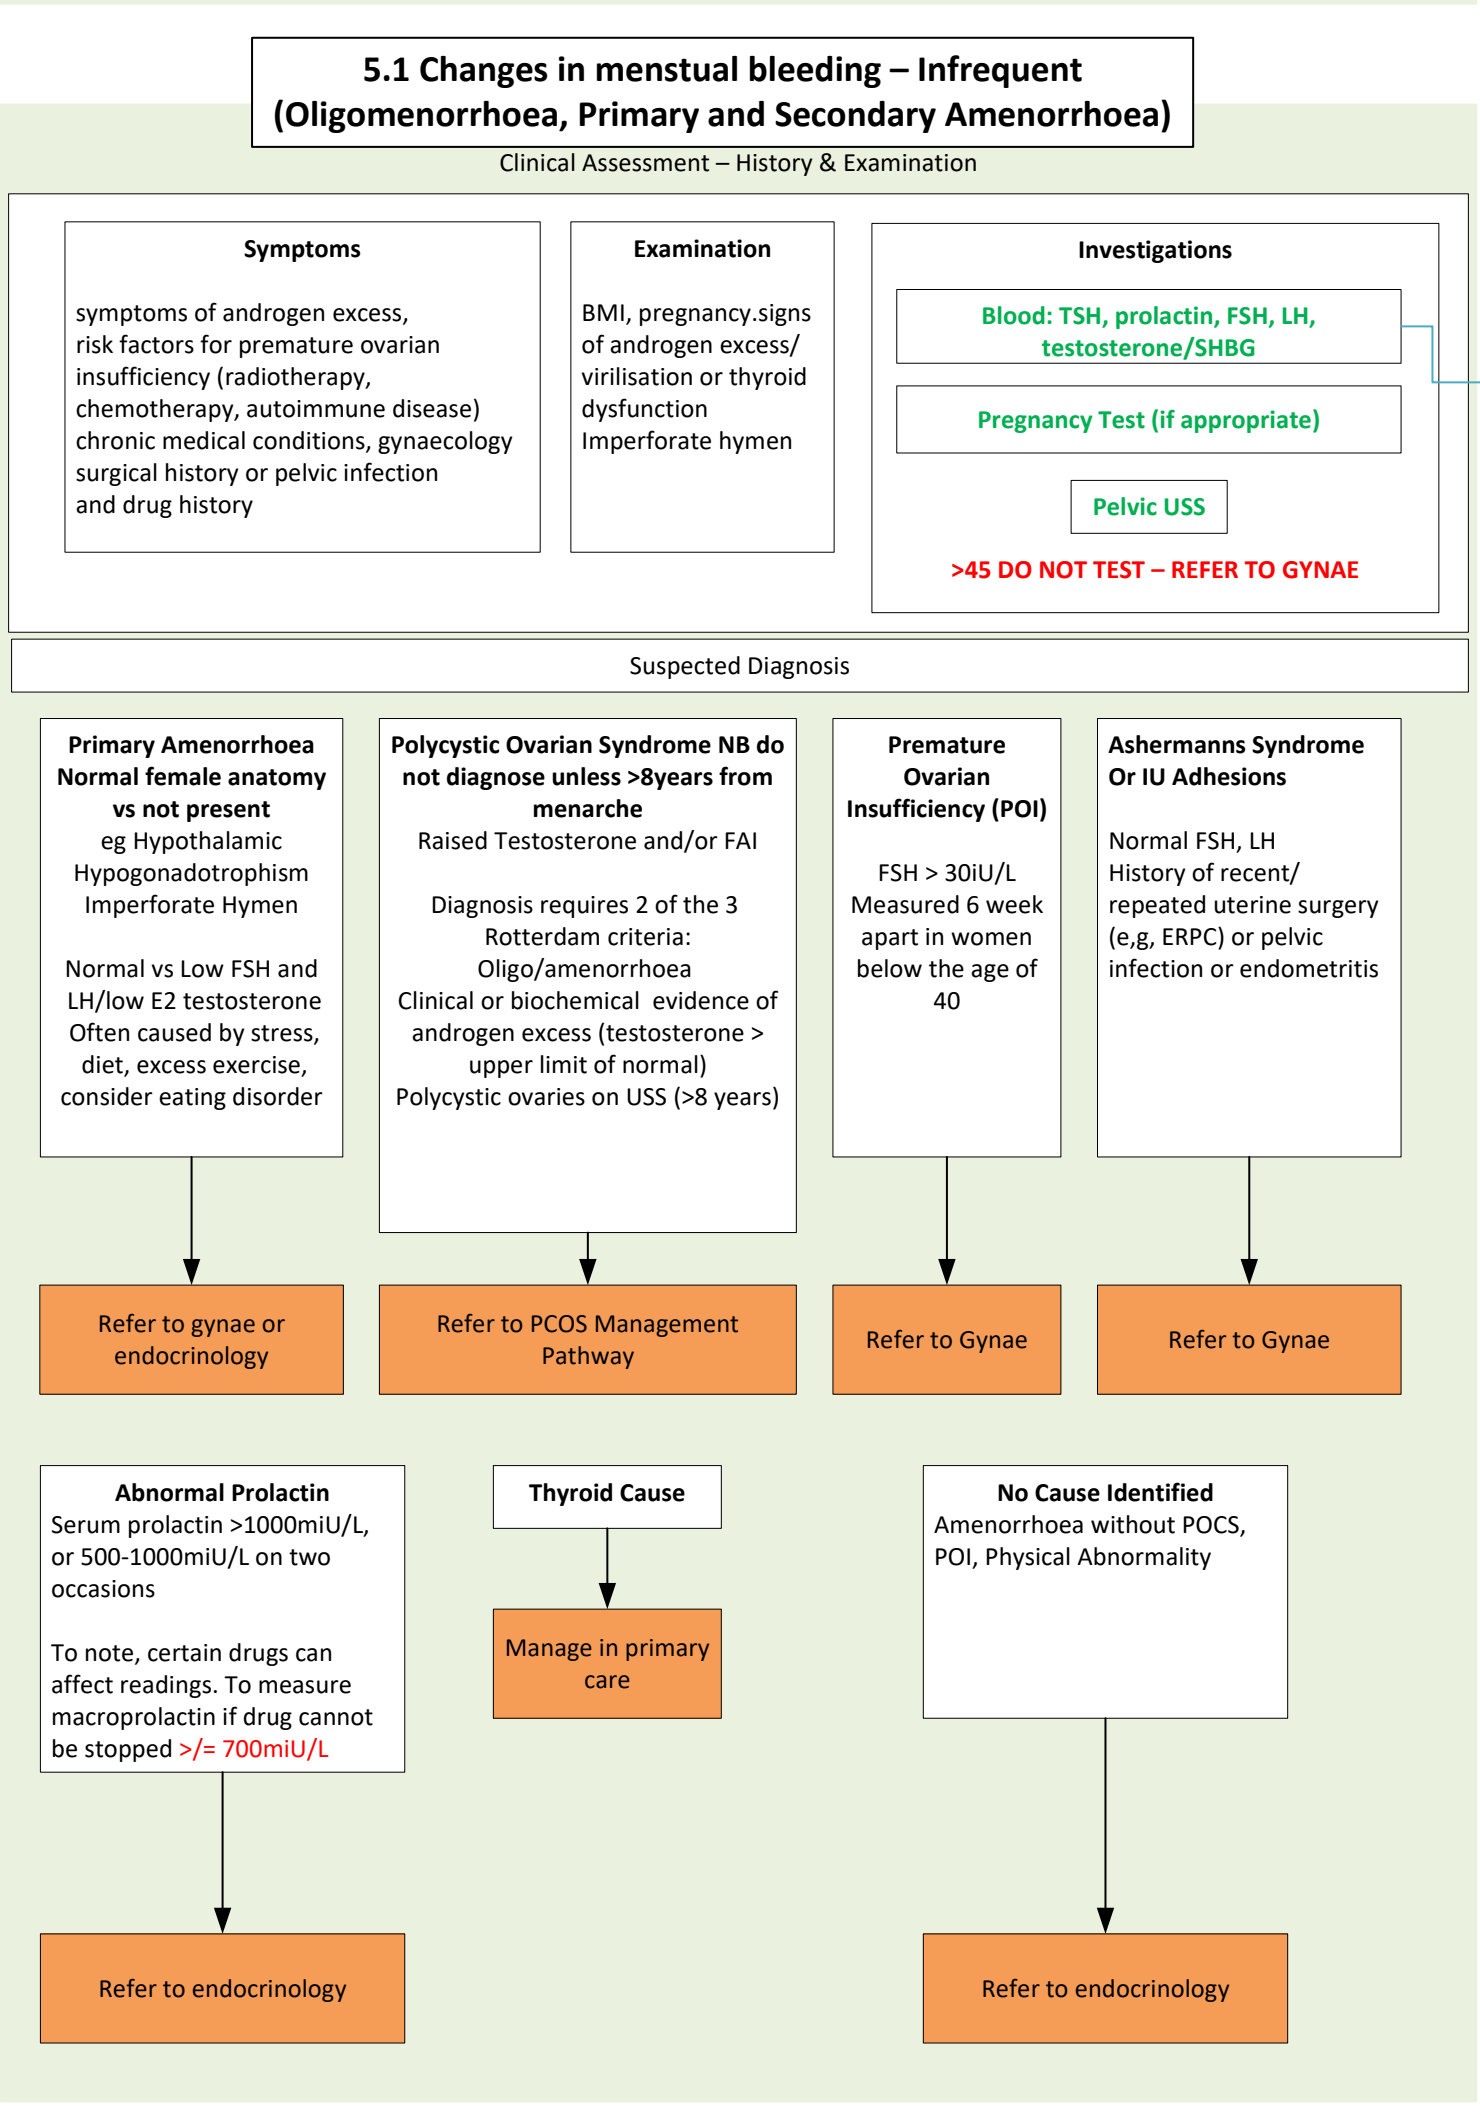 5.1 Changes in menstual bleeding – Infrequent
(Oligomenorrhoea, Primary and Secondary Amenorrhoea)
Clinical Assessment – History & Examination
Symptoms
symptoms of androgen excess,
risk factors for premature ovarian
insufficiency (radiotherapy,
chemotherapy, autoimmune disease)
chronic medical conditions, gynaecology
surgical history or pelvic infection
and drug history
Examination
BMI, pregnancy.signs
of androgen excess/
virilisation or thyroid
dysfunction
Imperforate hymen
Investigations
Blood: TSH, prolactin, FSH, LH,
testosterone/SHBG
Pregnancy Test (if appropriate)
Pelvic USS
>45 DO NOT TEST – REFER TO GYNAE
Suspected Diagnosis
Primary Amenorrhoea
Normal female anatomy
vs not present
eg Hypothalamic
Hypogonadotrophism
Imperforate Hymen
Normal vs Low FSH and
LH/low E2 testosterone
Often caused by stress,
diet, excess exercise,
consider eating disorder
Refer to gynae or
endocrinology
Polycystic Ovarian Syndrome NB do
not diagnose unless >8years from
menarche
Raised Testosterone and/or FAI
Diagnosis requires 2 of the 3
Rotterdam criteria:
Oligo/amenorrhoea
Clinical or biochemical evidence of
androgen excess (testosterone >
upper limit of normal)
Polycystic ovaries on USS (>8 years)
Refer to PCOS Management
Pathway
Premature
Ovarian
Insufficiency (POI)
FSH > 30iU/L
Measured 6 week
apart in women
below the age of
40
Refer to Gynae
Ashermanns Syndrome
Or IU Adhesions
Normal FSH, LH
History of recent/
repeated uterine surgery
(e,g, ERPC) or pelvic
infection or endometritis
Refer to Gynae
Abnormal Prolactin
Serum prolactin >1000miU/L,
or 500-1000miU/L on two
occasions
To note, certain drugs can
affect readings. To measure
macroprolactin if drug cannot
be stopped >/= 700miU/L
Refer to endocrinology
Thyroid Cause
Manage in primary
care
No Cause Identified
Amenorrhoea without POCS,
POI, Physical Abnormality
Refer to endocrinology